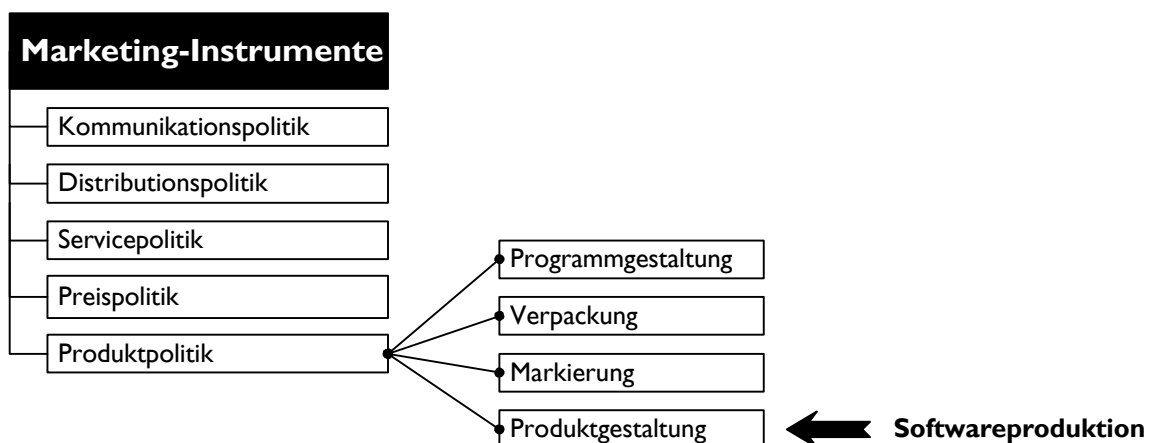 Marketing-Instrumente
Kommunikationspolitik
Distributionspolitik
Servicepolitik
Preispolitik
Produktpolitik
Programmgestaltung
Verpackung
Markierung
Produktgestaltung
Softwareproduktion